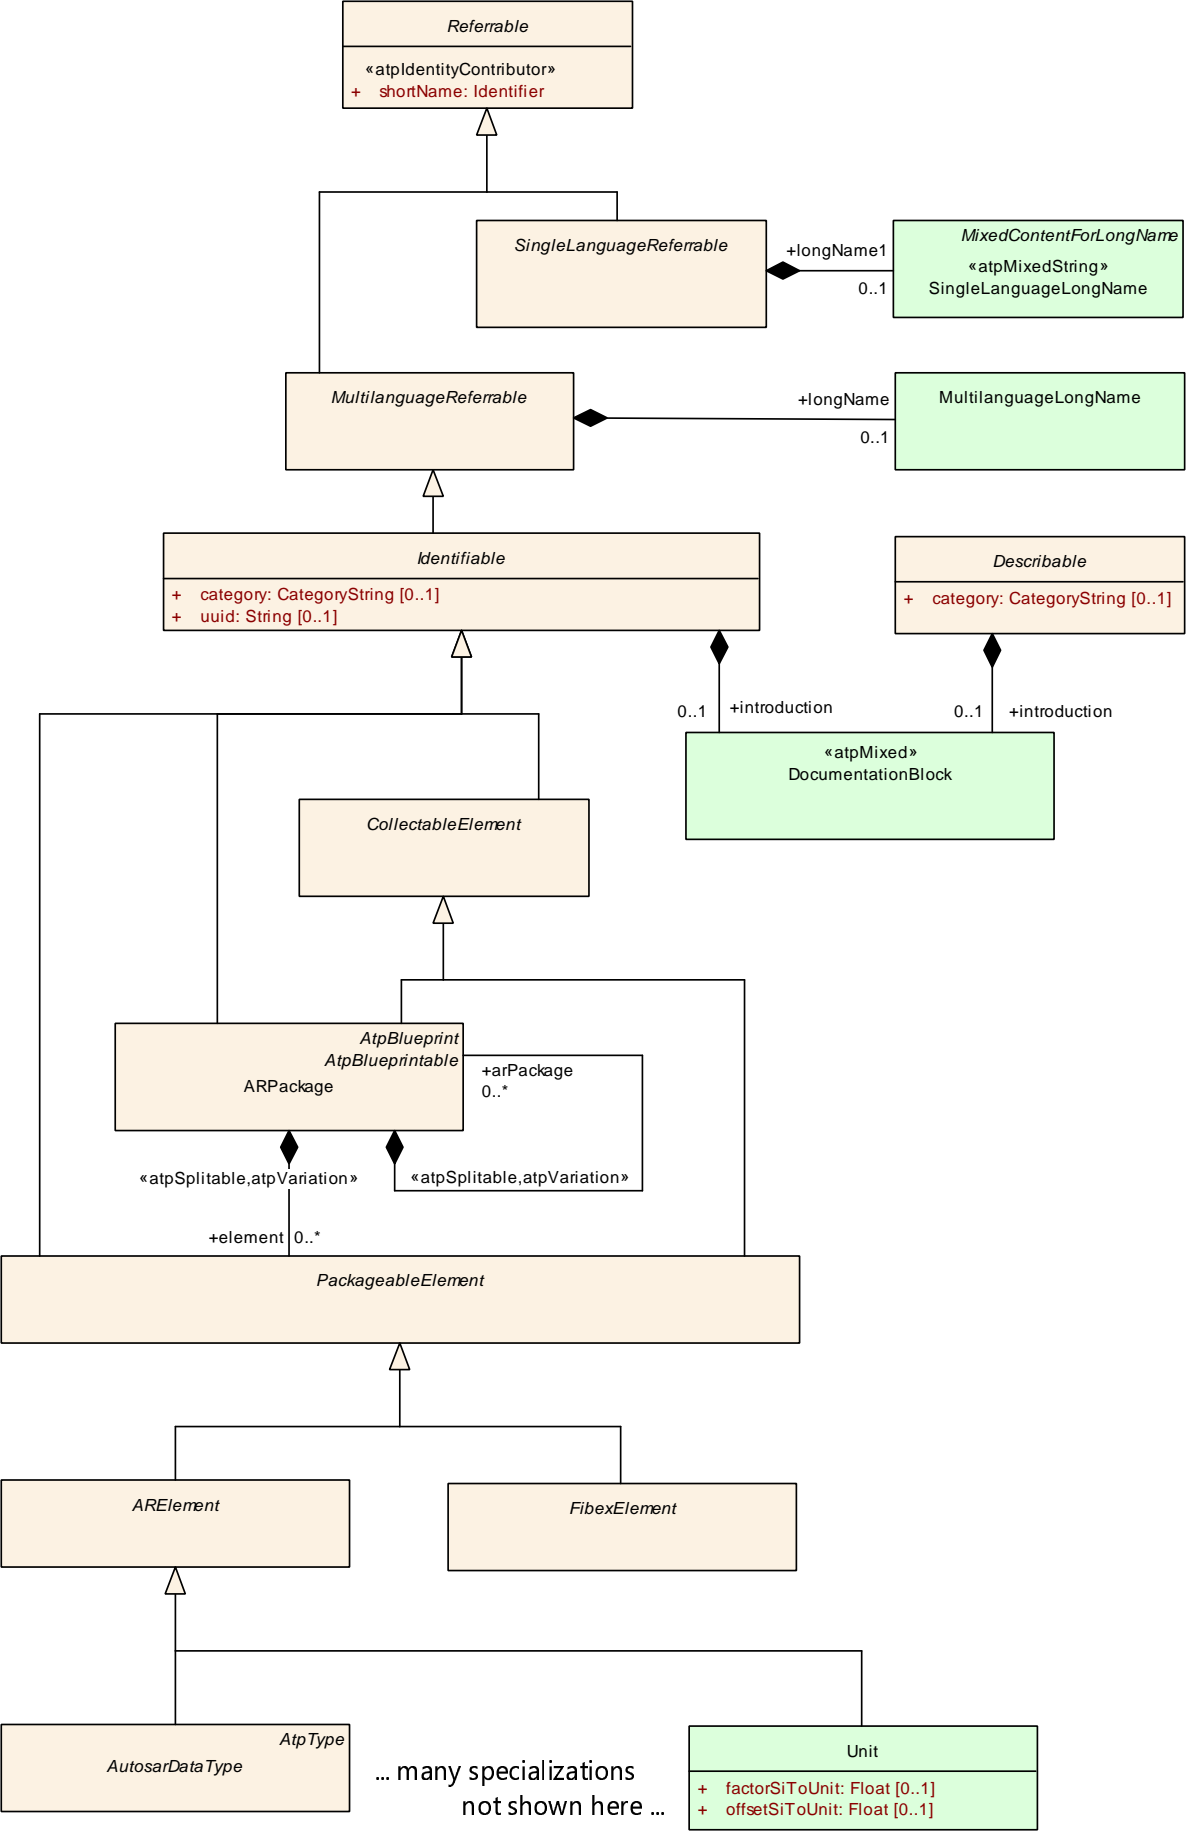 Referrable
«atpIdentityContributor»
+ shortName: Identifier
SingleLanguageReferrable
+longName1
0..1
MixedContentForLongName
«atpMixedString»
SingleLanguageLongName
MultilanguageReferrable
+longName
0..1
MultilanguageLongName
Identifiable
+ category: CategoryString [0..1]
+ uuid: String [0..1]
Describable
+ category: CategoryString [0..1]
0..1
+introduction
0..1
+introduction
«atpMixed»
DocumentationBlock
CollectableElement
AtpBlueprint
AtpBlueprintable
ARPackage
+arPackage
0..*
«atpSplitable,atpVariation»
«atpSplitable,atpVariation»
+element
0..*
PackageableElement
ARElement
FibexElement
AtpType
AutosarDataType
... many specializations
not shown here ...
Unit
+ factorSiToUnit: Float [0..1]
+ offsetSiToUnit: Float [0..1]